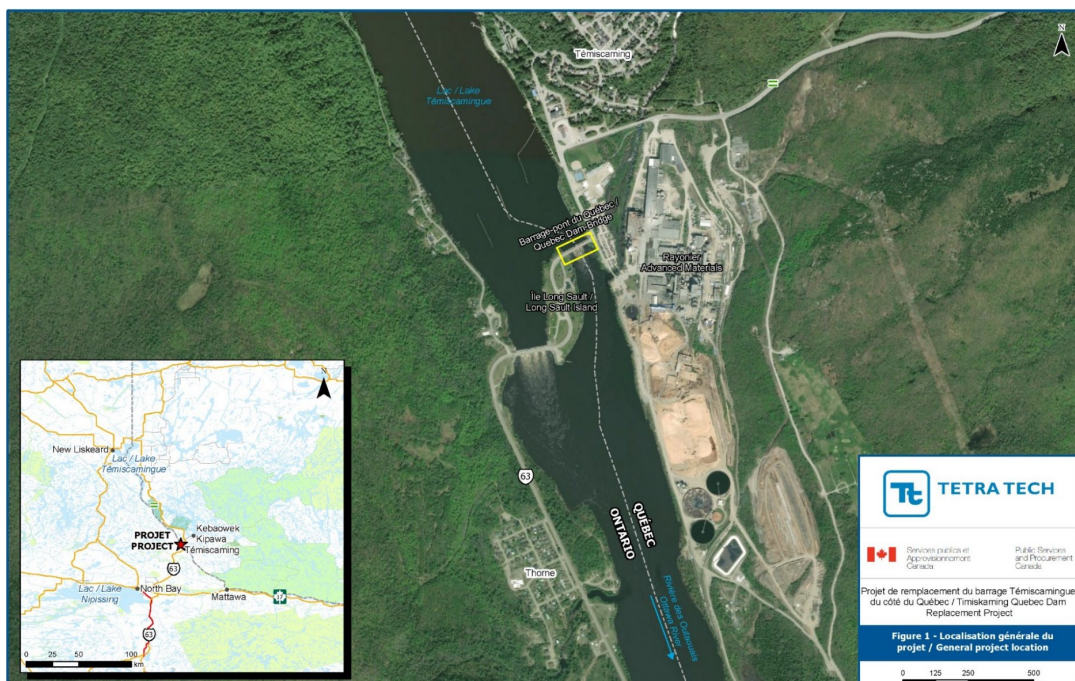 N
Témiscaming
Lac / Lake
Témiscamingue
Barrage-pont du Québec /
Quebec Dam-Bridge
Rayonier
Advanced Materials
Île Long Sault /
Long Sault Island
63
QUÉBEC
ONTARIO
Thorne
Rivière des Outaouais
Ottawa River
N
New Liskeard
Lac / Lake
Témiscamingue
Kebaowek
Kipawa
PROJET
PROJECT
Témiscaming
63
Lac / Lake
Nipissing
North Bay
Mattawa
17
63
0 25 50 100
km
Tt TETRA TECH
Services publics et
Approvisionnement
Canada
Public Services
and Procurement
Canada
Projet de remplacement du barrage Témiscamingue
du côté du Québec / Timiskaming Quebec Dam
Replacement Project
Figure 1 - Localisation générale du
projet / General project location
0 125 250 500